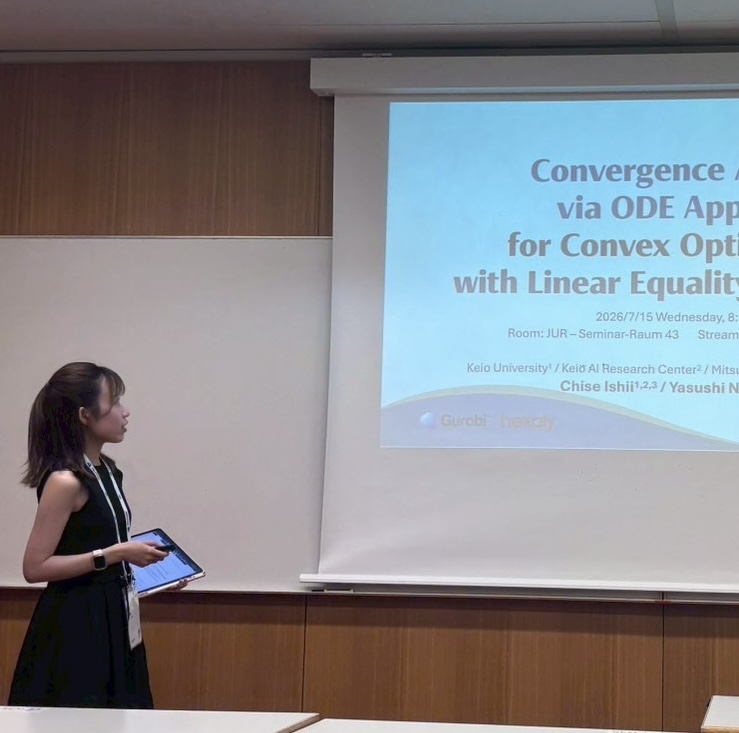 Convergence
via ODE App
for Convex Opti
with Linear Equality
2026/7/15 Wednesday, 8:
Room: JUR – Seminar-Raum 43 Stream
Keio University¹ / Keio AI Research Center² / Mitsu
Chise Ishii¹,²,³ / Yasushi N
Gurobi nextply